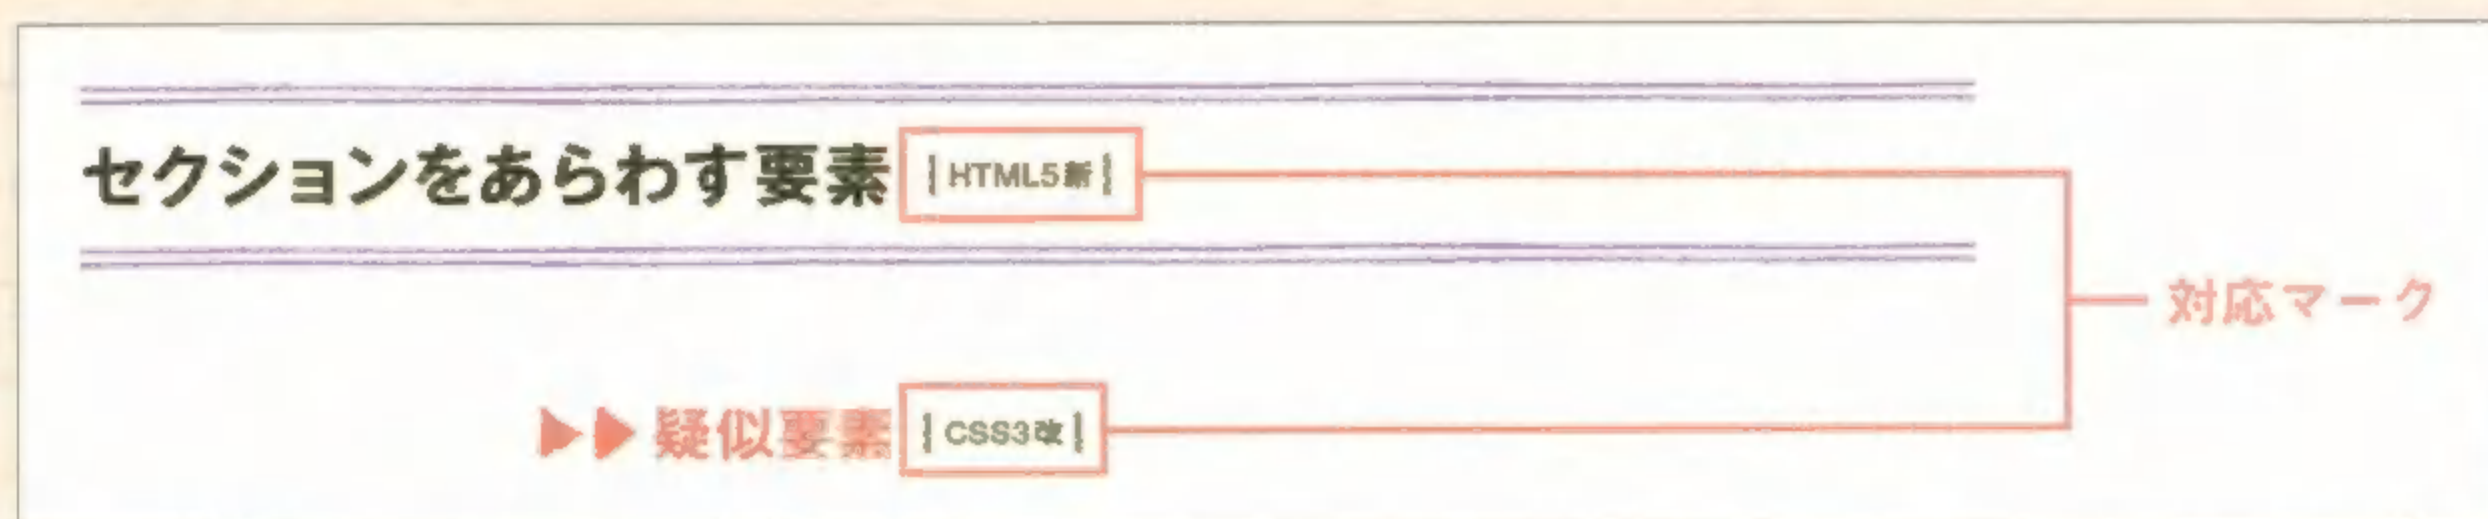 セクションをあらわす要素 | HTML5新 |
対応マーク
▶▶ 疑似要素 | CSS3改 |